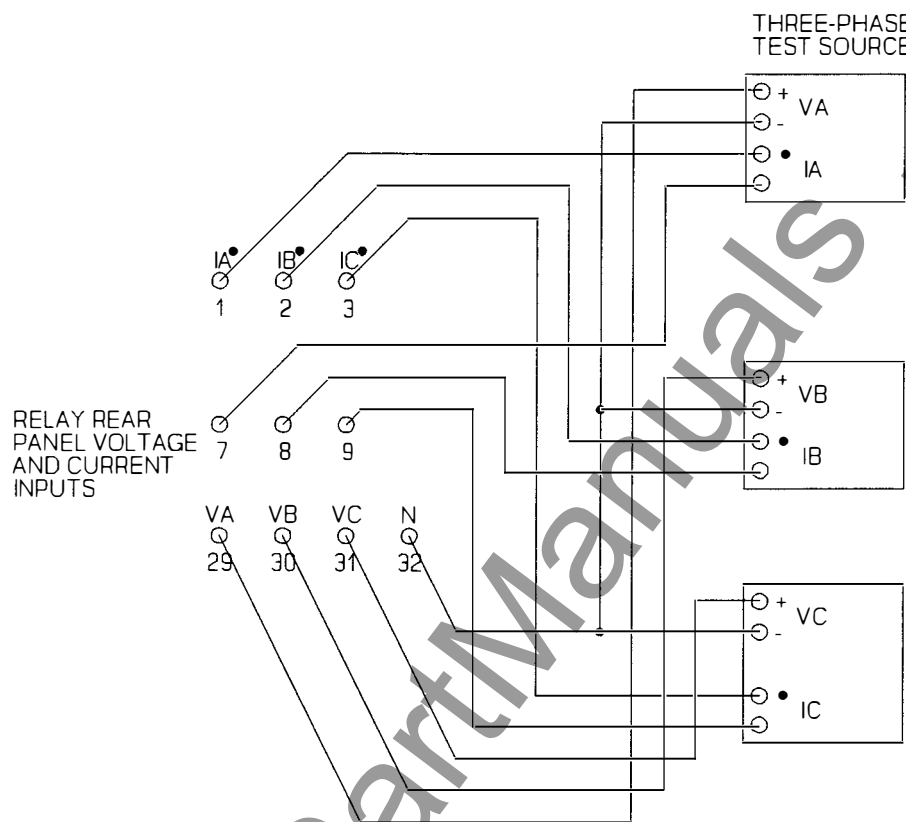 THREE-PHASE
TEST SOURCE
+ VA
-
• IA
IA• IB• IC•
1 2 3
+ VB
-
• IB
RELAY REAR
PANEL VOLTAGE
AND CURRENT
INPUTS
7 8 9
VA VB VC N
29 30 31 32
+ VC
-
• IC
artManuals